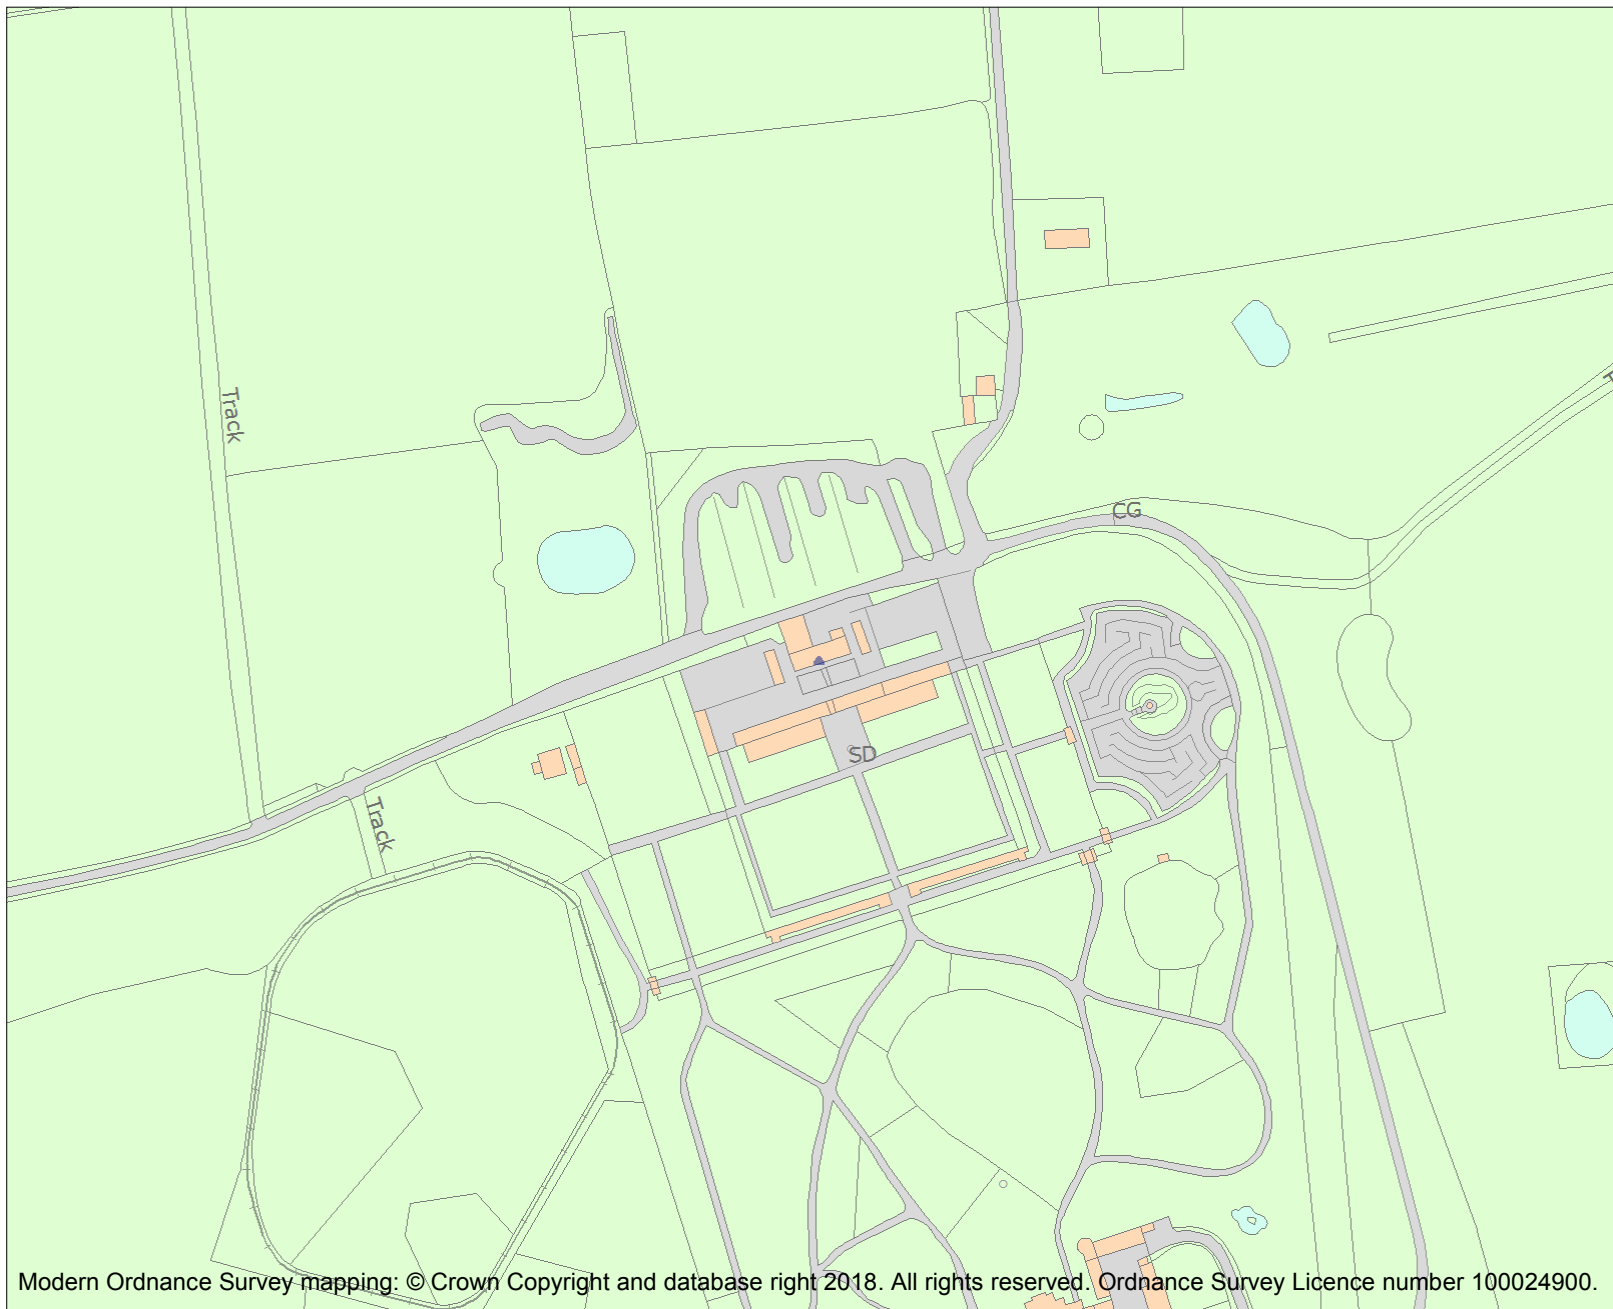 Track
CG
SD
Track
Modern Ordnance Survey mapping: © Crown Copyright and database right 2018. All rights reserved. Ordnance Survey Licence number 100024900.